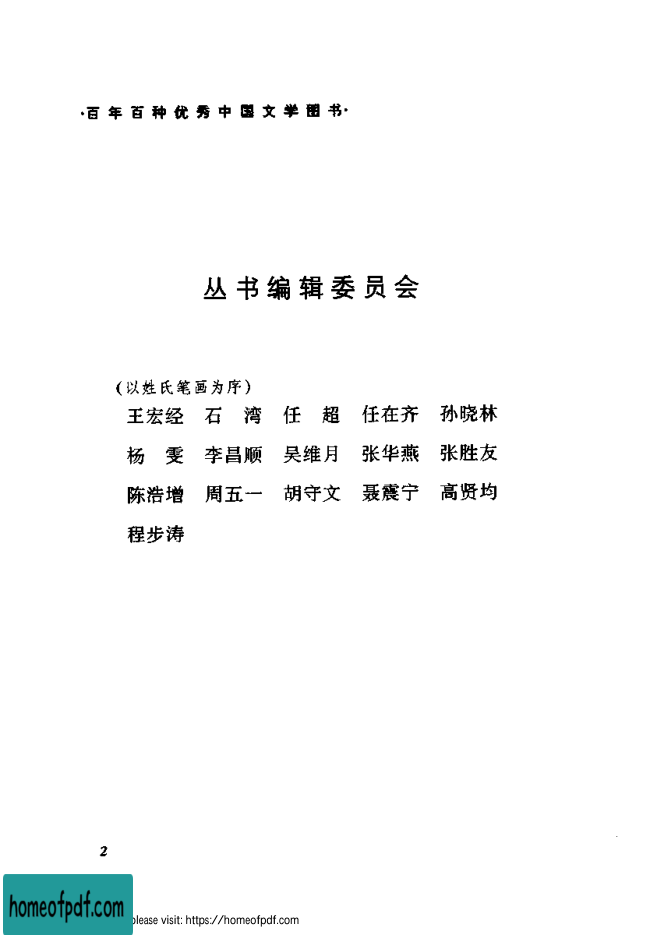 ·百年百种优秀中国文学图书·
丛书编辑委员会
(以姓氏笔画为序)
王宏经 石 湾 任 超 任在齐 孙晓林
杨 雯 李昌顺 吴维月 张华燕 张胜友
陈浩增 周五一 胡守文 聂震宁 高贤均
程步涛
2
homeofpdf.com
please visit: https://homeofpdf.com